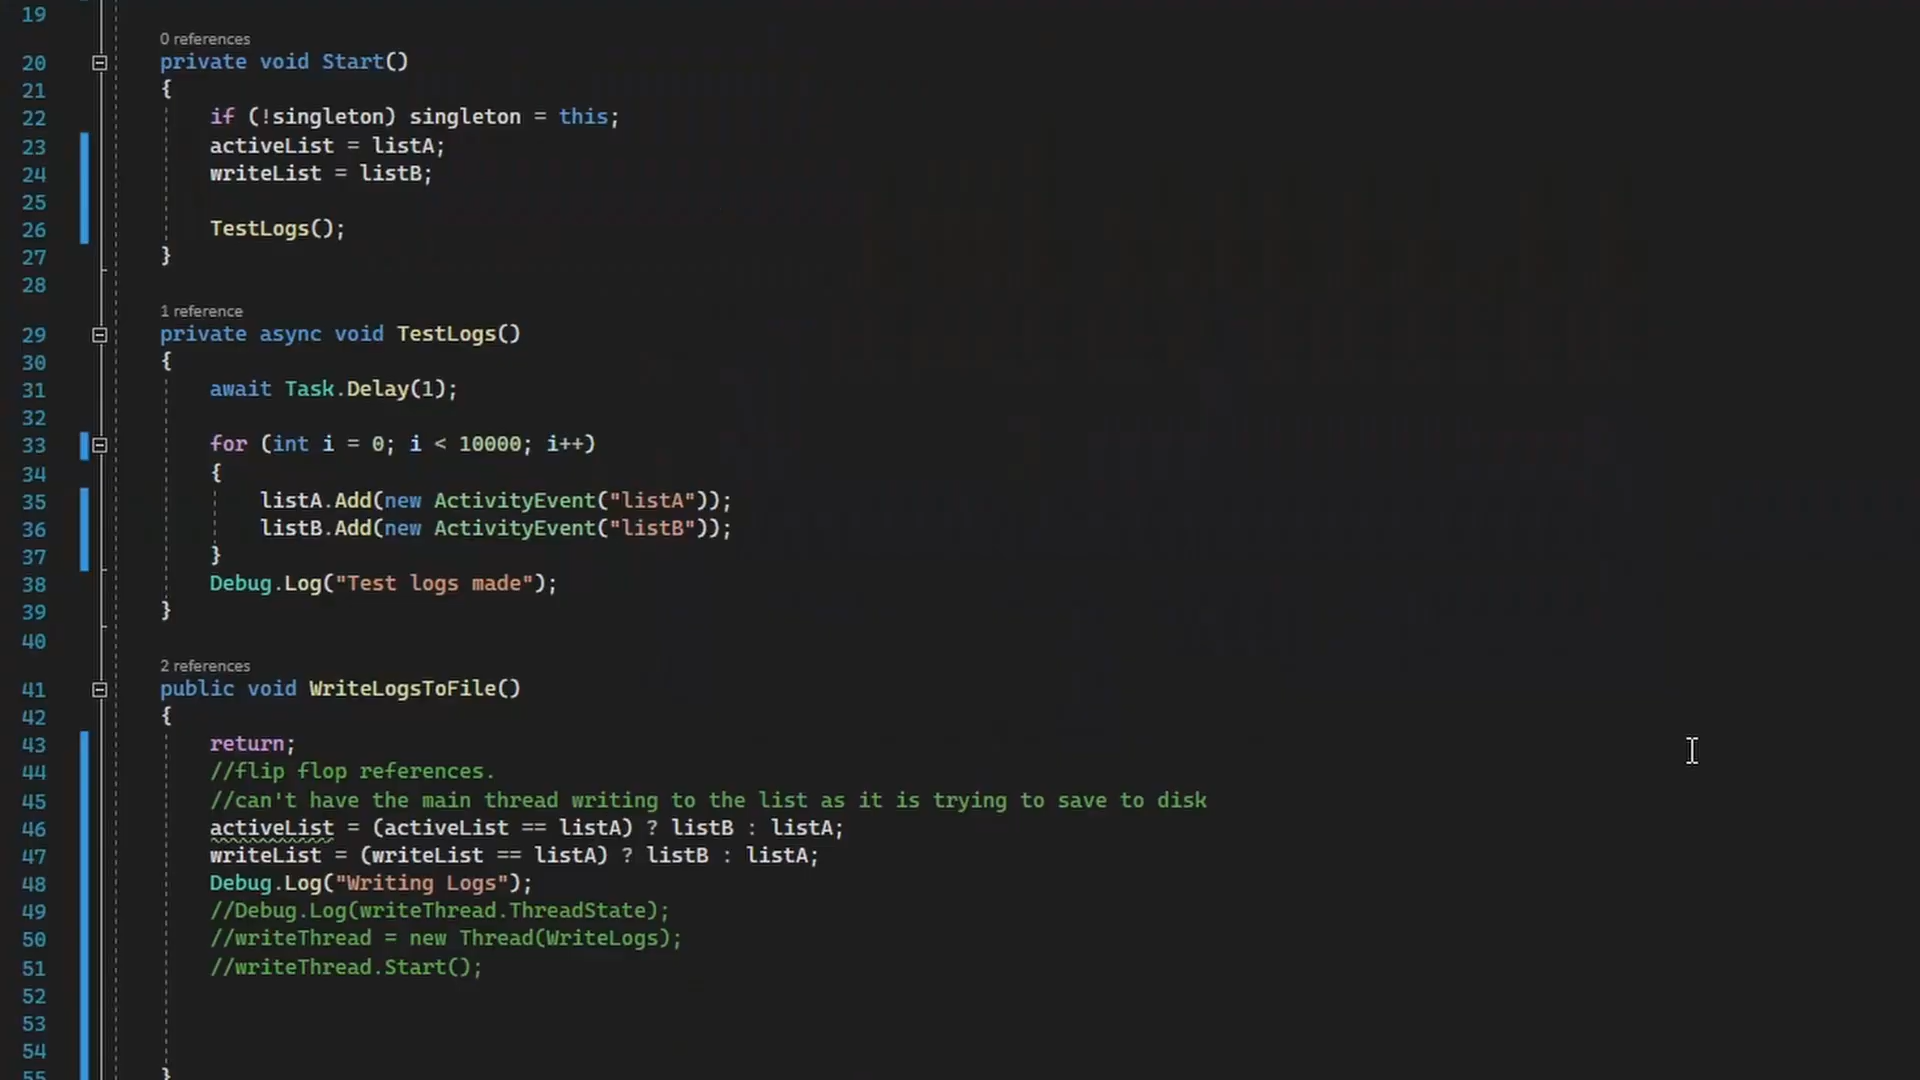 19
0 references
20 private void Start()
21 {
22 if (!singleton) singleton = this;
23 activeList = listA;
24 writeList = listB;
25
26 TestLogs();
27 }
28
1 reference
29 private async void TestLogs()
30 {
31 await Task.Delay(1);
32
33 for (int i = 0; i < 10000; i++)
34 {
35 listA.Add(new ActivityEvent("listA"));
36 listB.Add(new ActivityEvent("listB"));
37 }
38 Debug.Log("Test logs made");
39 }
40
2 references
41 public void WriteLogsToFile()
42 {
43 return;
44 //flip flop references.
45 //can't have the main thread writing to the list as it is trying to save to disk
46 activeList = (activeList == listA) ? listB : listA;
47 writeList = (writeList == listA) ? listB : listA;
48 Debug.Log("Writing Logs");
49 //Debug.Log(writeThread.ThreadState);
50 //writeThread = new Thread(WriteLogs);
51 //writeThread.Start();
52
53
54
55 }